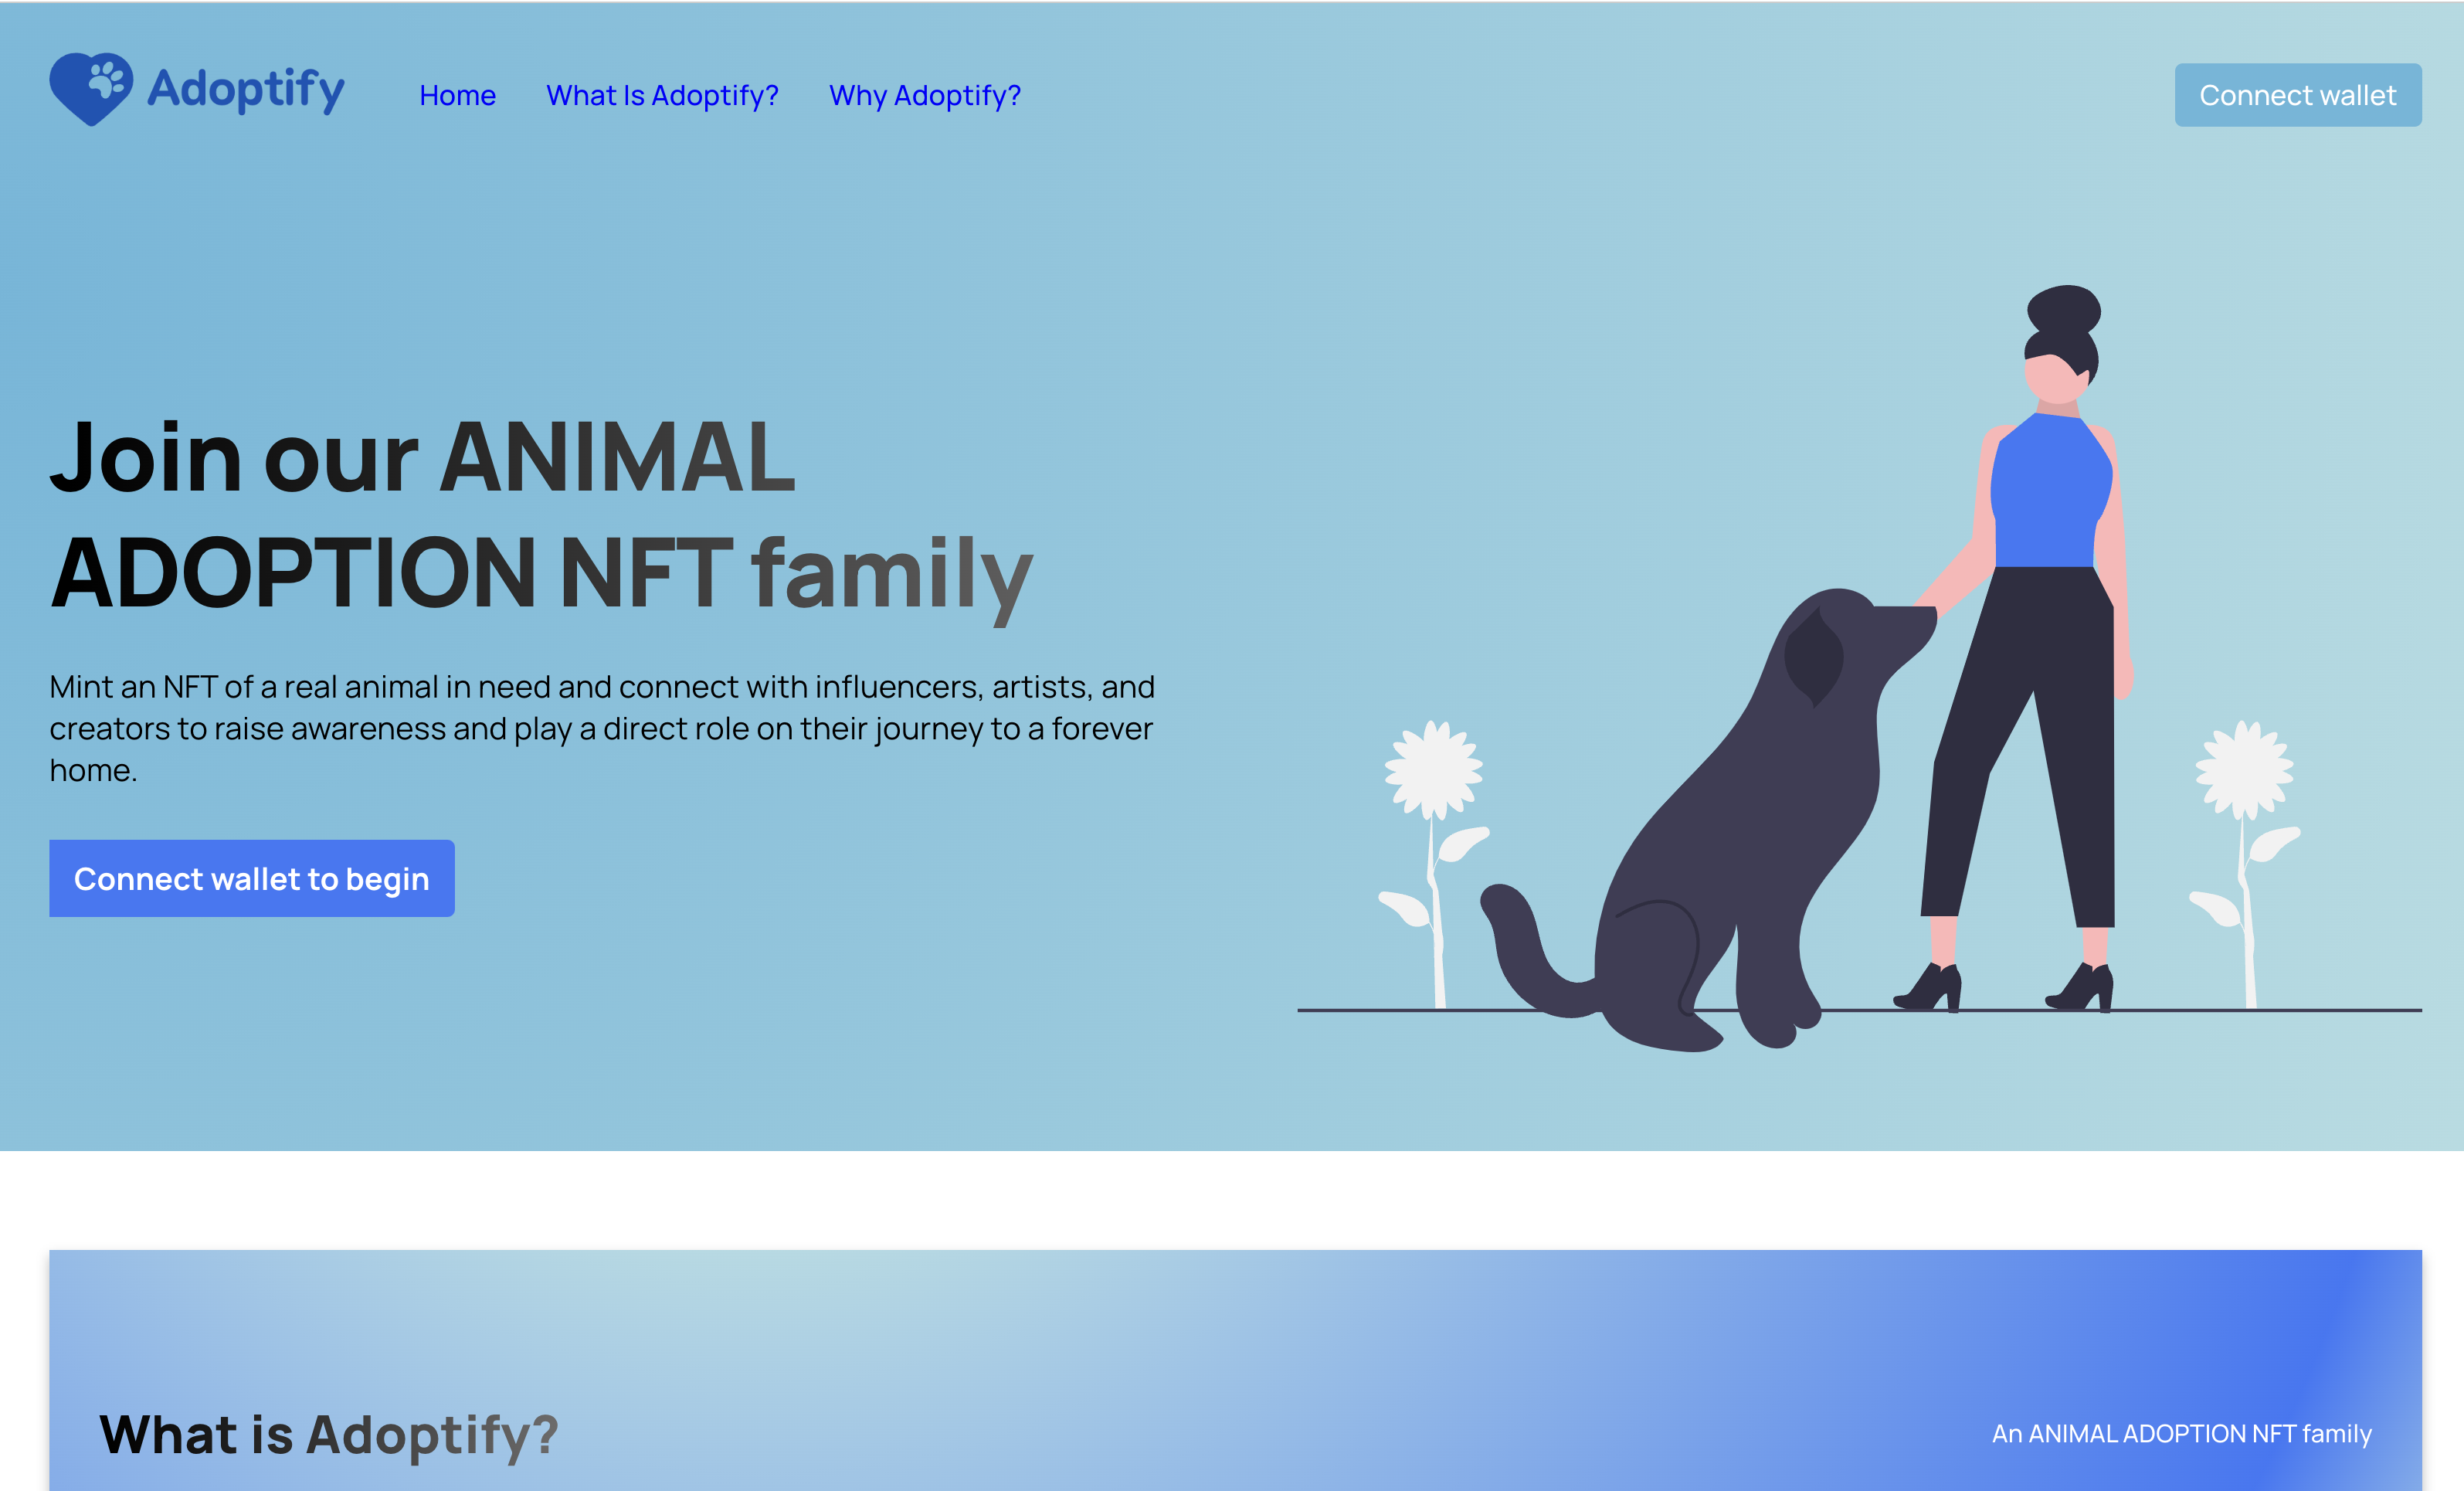 Adoptify
Home
What Is Adoptify?
Why Adoptify?
Connect wallet
Join our ANIMAL
ADOPTION NFT family
Mint an NFT of a real animal in need and connect with influencers, artists, and
creators to raise awareness and play a direct role on their journey to a forever
home.
Connect wallet to begin
What is Adoptify?
An ANIMAL ADOPTION NFT family